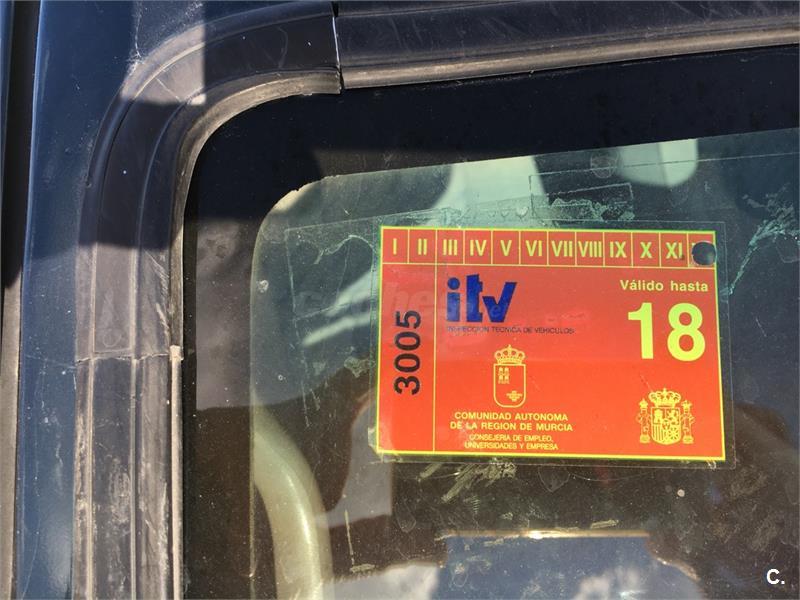 I II III IV V VI VII VIII IX X XI
Válido hasta
18
itv
INSPECCION TECNICA DE VEHICULOS
3005
COMUNIDAD AUTONOMA
DE LA REGION DE MURCIA
CONSEJERIA DE EMPLEO,
UNIVERSIDADES Y EMPRESA
C.